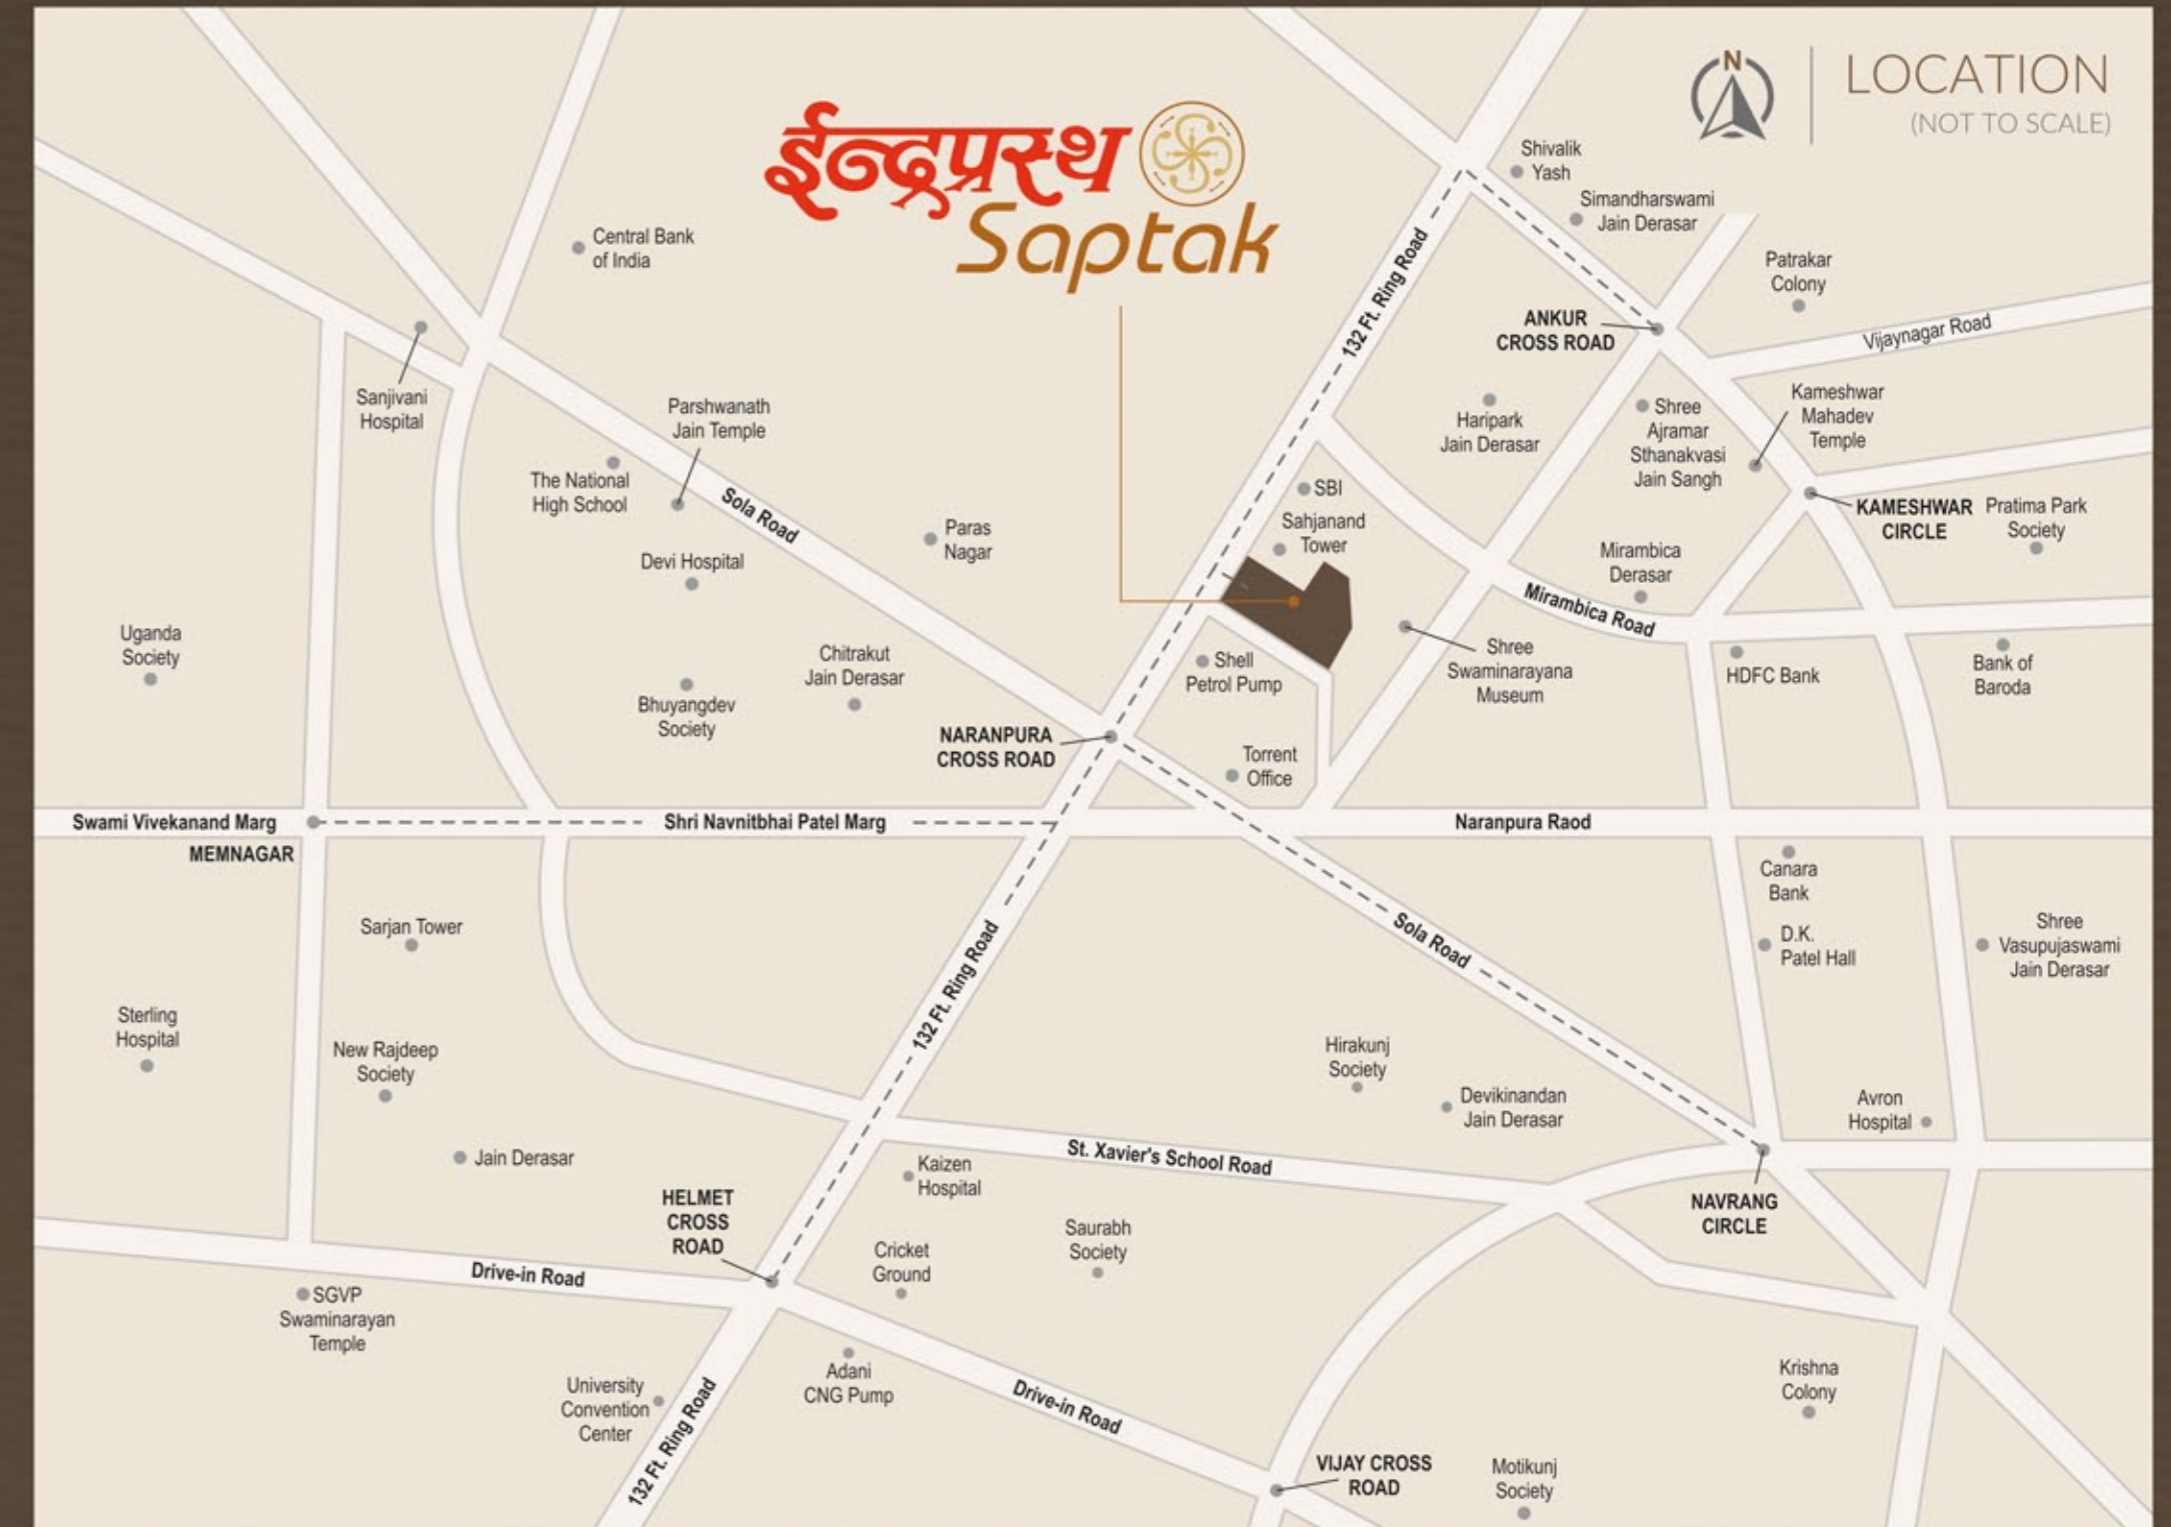 N
LOCATION
(NOT TO SCALE)
ईन्द्रप्रस्थ
Saptak
Shivalik
Yash
Simandharswami
Jain Derasar
Central Bank
of India
132 Ft. Ring Road
Patrakar
Colony
ANKUR
CROSS ROAD
Vijaynagar Road
Sanjivani
Hospital
Parshwanath
Jain Temple
Haripark
Jain Derasar
Shree
Ajramar
Sthanakvasi
Jain Sangh
Kameshwar
Mahadev
Temple
The National
High School
Sola Road
SBI
KAMESHWAR
CIRCLE
Pratima Park
Society
Paras
Nagar
Sahjanand
Tower
Devi Hospital
Mirambica
Derasar
Mirambica Road
Uganda
Society
Chitrakut
Jain Derasar
Shell
Petrol Pump
Shree
Swaminarayana
Museum
HDFC Bank
Bank of
Baroda
Bhuyangdev
Society
NARANPURA
CROSS ROAD
Torrent
Office
Swami Vivekanand Marg
Shri Navnitbhai Patel Marg
Naranpura Raod
MEMNAGAR
Canara
Bank
Sarjan Tower
132 Ft. Ring Road
Sola Road
D.K.
Patel Hall
Shree
Vasupujaswami
Jain Derasar
Sterling
Hospital
New Rajdeep
Society
Hirakunj
Society
Devikinandan
Jain Derasar
Avron
Hospital
Jain Derasar
St. Xavier's School Road
Kaizen
Hospital
HELMET
CROSS
ROAD
NAVRANG
CIRCLE
Saurabh
Society
Cricket
Ground
Drive-in Road
SGVP
Swaminarayan
Temple
Adani
CNG Pump
University
Convention
Center
132 Ft. Ring Road
Drive-in Road
Krishna
Colony
VIJAY CROSS
ROAD
Motikunj
Society